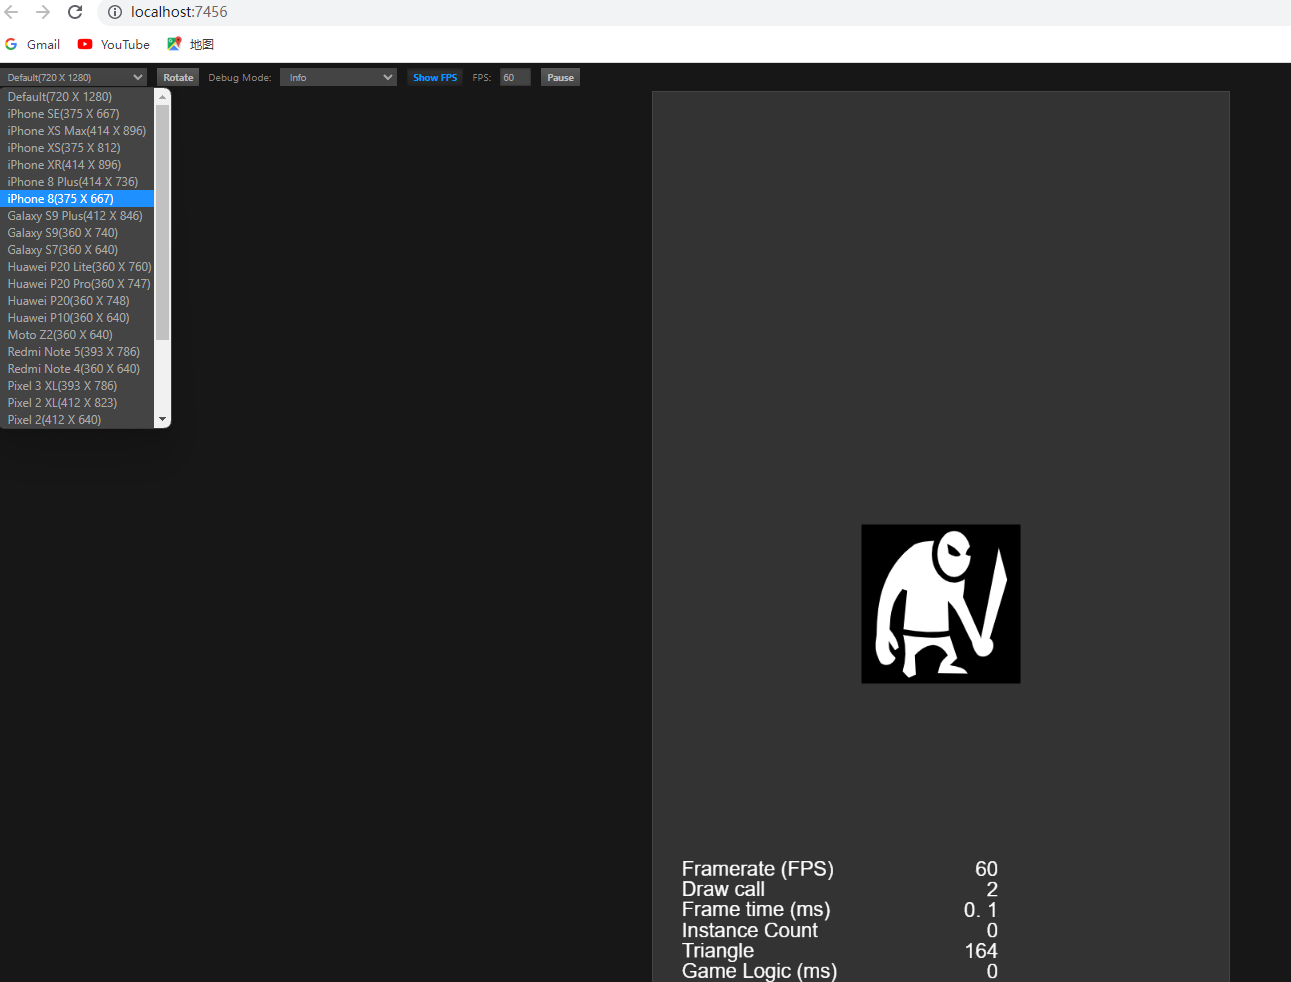 localhost:7456
Gmail YouTube 地图
Default(720 X 1280) Rotate Debug Mode: Info Show FPS FPS: 60 Pause
Default(720 X 1280)
iPhone SE(375 X 667)
iPhone XS Max(414 X 896)
iPhone XS(375 X 812)
iPhone XR(414 X 896)
iPhone 8 Plus(414 X 736)
iPhone 8(375 X 667)
Galaxy S9 Plus(412 X 846)
Galaxy S9(360 X 740)
Galaxy S7(360 X 640)
Huawei P20 Lite(360 X 760)
Huawei P20 Pro(360 X 747)
Huawei P20(360 X 748)
Huawei P10(360 X 640)
Moto Z2(360 X 640)
Redmi Note 5(393 X 786)
Redmi Note 4(360 X 640)
Pixel 3 XL(393 X 786)
Pixel 2 XL(412 X 823)
Pixel 2(412 X 640)
Framerate (FPS) 60
Draw call 2
Frame time (ms) 0. 1
Instance Count 0
Triangle 164
Game Logic (ms) 0